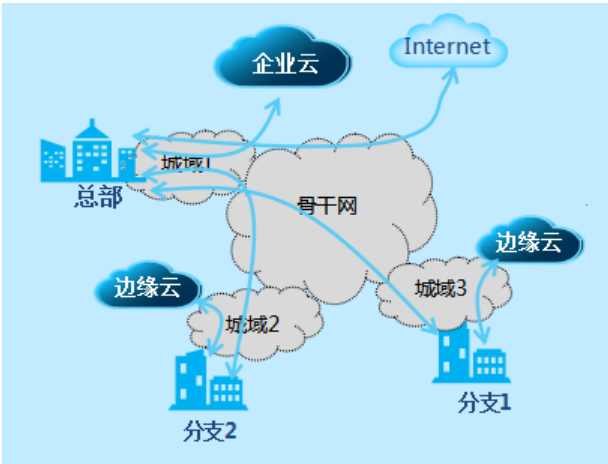 Internet
企业云
城域1
总部
骨干网
边缘云
边缘云
城域3
城域2
分支1
分支2